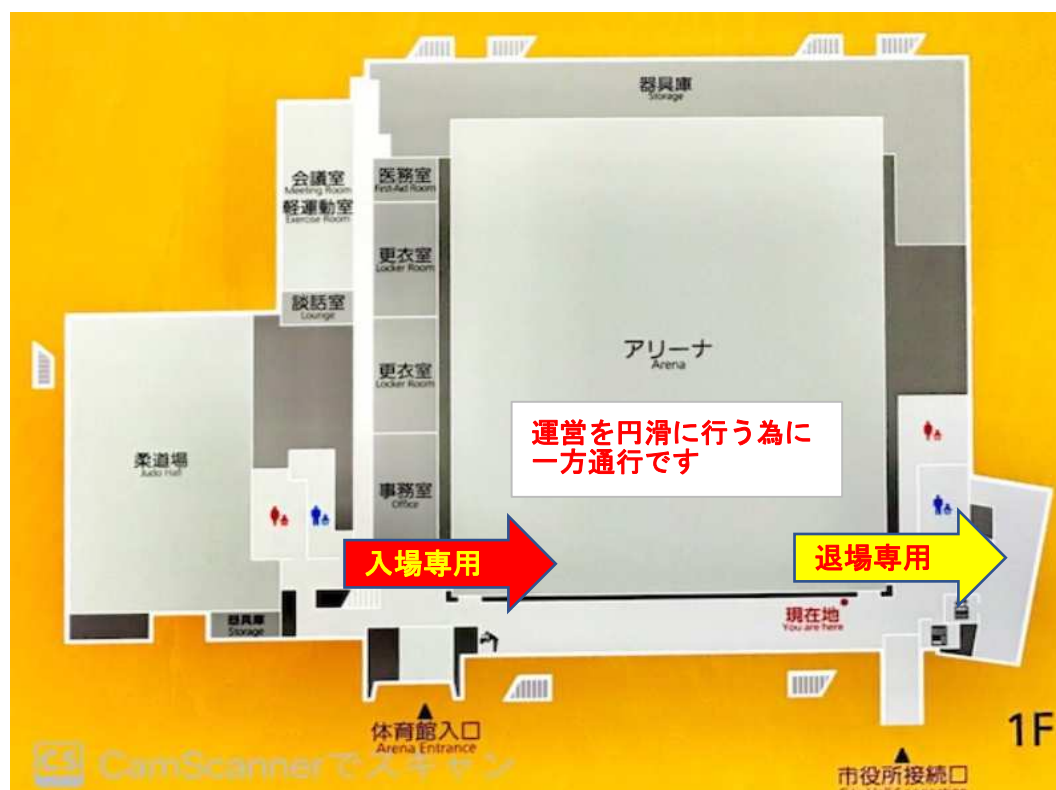 器具庫
Storage
会議室
Meeting Room
軽運動室
Exercise Room
医務室
First-Aid Room
更衣室
Locker Room
談話室
Lounge
アリーナ
Arena
更衣室
Locker Room
運営を円滑に行う為に
一方通行です
柔道場
Judo Hall
事務室
Office
入場専用
退場専用
現在地
You are here
器具庫
Storage
体育館入口
Arena Entrance
1F
市役所接続口
CS CamScannerでスキャン